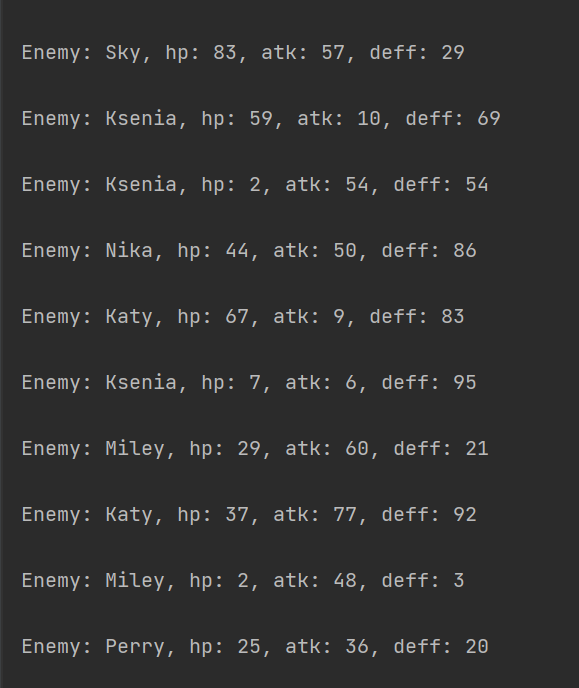 Enemy: Sky, hp: 83, atk: 57, deff: 29
Enemy: Ksenia, hp: 59, atk: 10, deff: 69
Enemy: Ksenia, hp: 2, atk: 54, deff: 54
Enemy: Nika, hp: 44, atk: 50, deff: 86
Enemy: Katy, hp: 67, atk: 9, deff: 83
Enemy: Ksenia, hp: 7, atk: 6, deff: 95
Enemy: Miley, hp: 29, atk: 60, deff: 21
Enemy: Katy, hp: 37, atk: 77, deff: 92
Enemy: Miley, hp: 2, atk: 48, deff: 3
Enemy: Perry, hp: 25, atk: 36, deff: 20